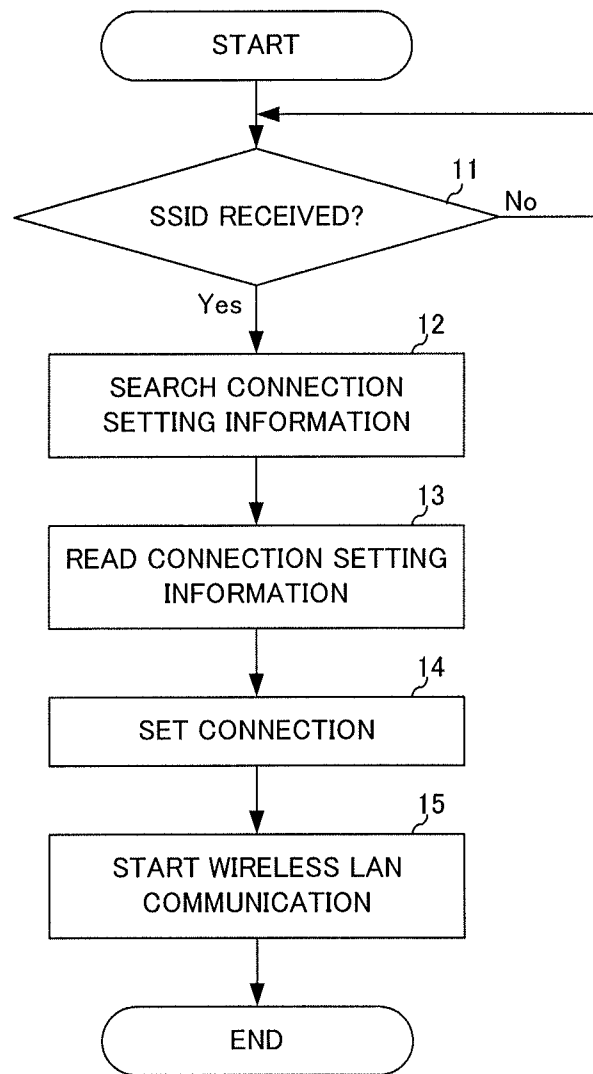 START
11
SSID RECEIVED?
No
Yes
12
SEARCH CONNECTION
SETTING INFORMATION
13
READ CONNECTION SETTING
INFORMATION
14
SET CONNECTION
15
START WIRELESS LAN
COMMUNICATION
END